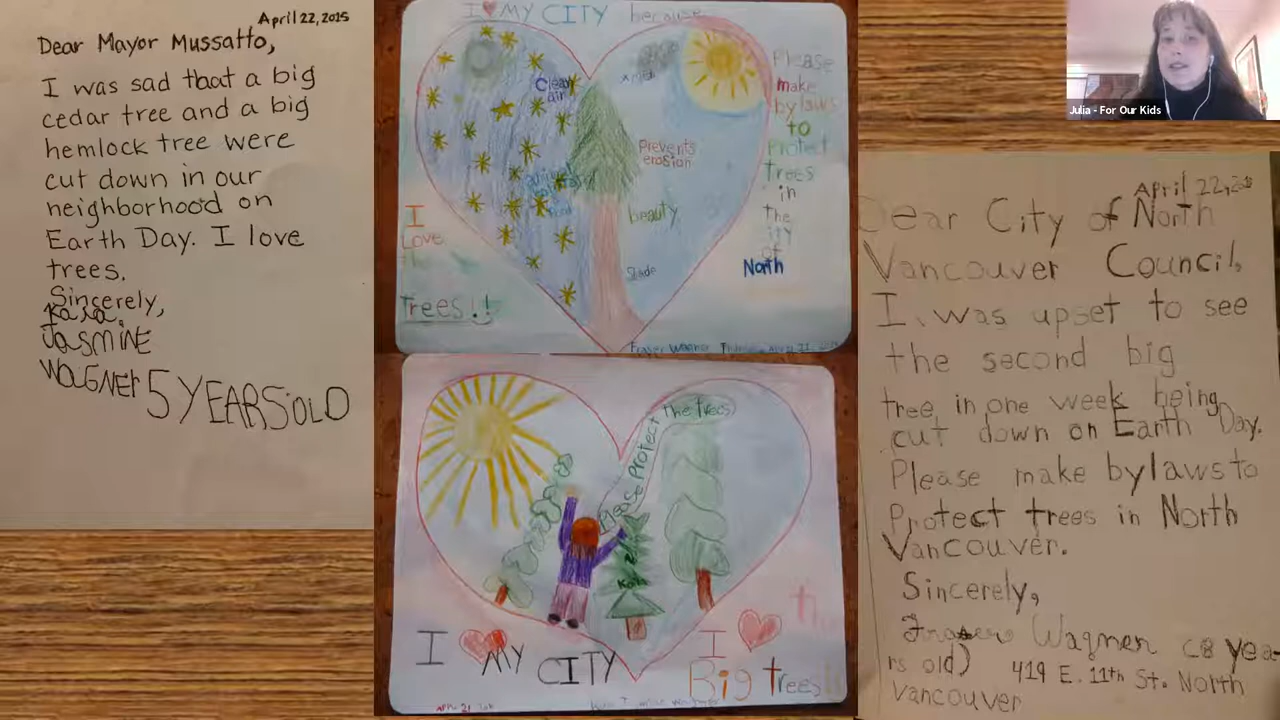 April 22, 2015
Dear Mayor Mussatto,
I was sad that a big
cedar tree and a big
hemlock tree were
cut down in our
neighborhood on
Earth Day. I love
trees.
Sincerely,
JasmiNE
WagNer 5 YEARS OLD
I MY CITY because
Clean
air
Prevents
erosion
beauty
Shade
I
Love
the
trees!!
Please
make
bylaws
to
Protect
trees
in
The
City
of
North
Fraser Wagner
Please Protect the trees
I MY CITY
I
Big trees
Julia - For Our Kids
April 22,
Dear City of North
Vancouver Council,
I was upset to see
the second big
tree in one week being
cut down on Earth Day.
Please make bylaws to
Protect trees in North
Vancouver.
Sincerely,
Fraser Wagner (8 yea-
rs old) 419 E. 11th St. North
Vancouver